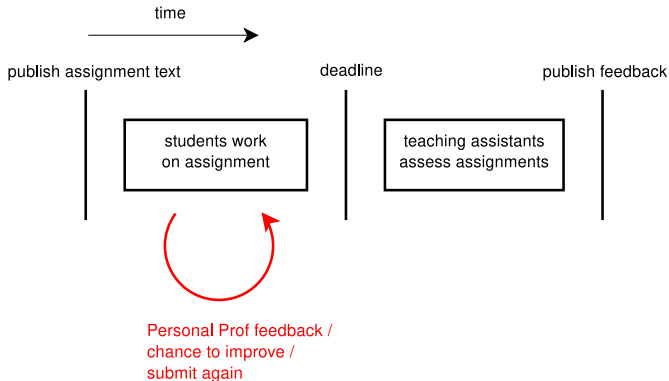 time
publish assignment text
deadline
publish feedback
students work
on assignment
teaching assistants
assess assignments
Personal Prof feedback /
chance to improve /
submit again